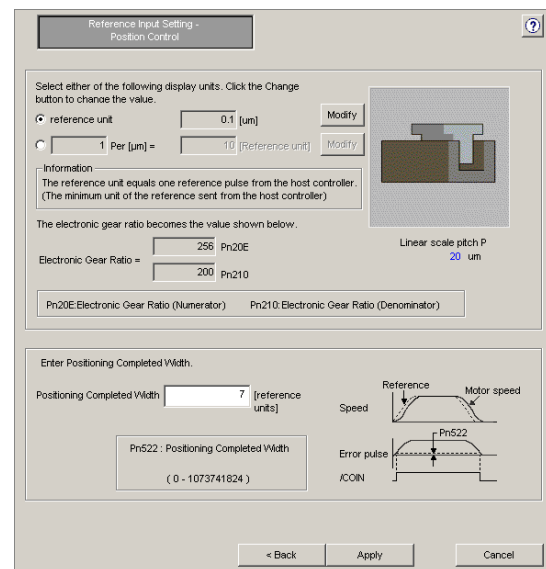 Reference Input Setting -
Position Control
Select either of the following display units. Click the Change
button to change the value.
reference unit 0.1 [um] Modify
1 Per [µm] = 10 [Reference unit] Modify
Information
The reference unit equals one reference pulse from the host controller.
(The minimum unit of the reference sent from the host controller)
The electronic gear ratio becomes the value shown below.
Electronic Gear Ratio =
256 Pn20E
200 Pn210
Linear scale pitch P
20 um
Pn20E:Electronic Gear Ratio (Numerator) Pn210:Electronic Gear Ratio (Denominator)
Enter Positioning Completed Width.
Positioning Completed Width 7 [reference
units]
Pn522 : Positioning Completed Width
( 0 - 1073741824 )
Reference Motor speed
Speed
Pn522
Error pulse
/COIN
< Back Apply Cancel